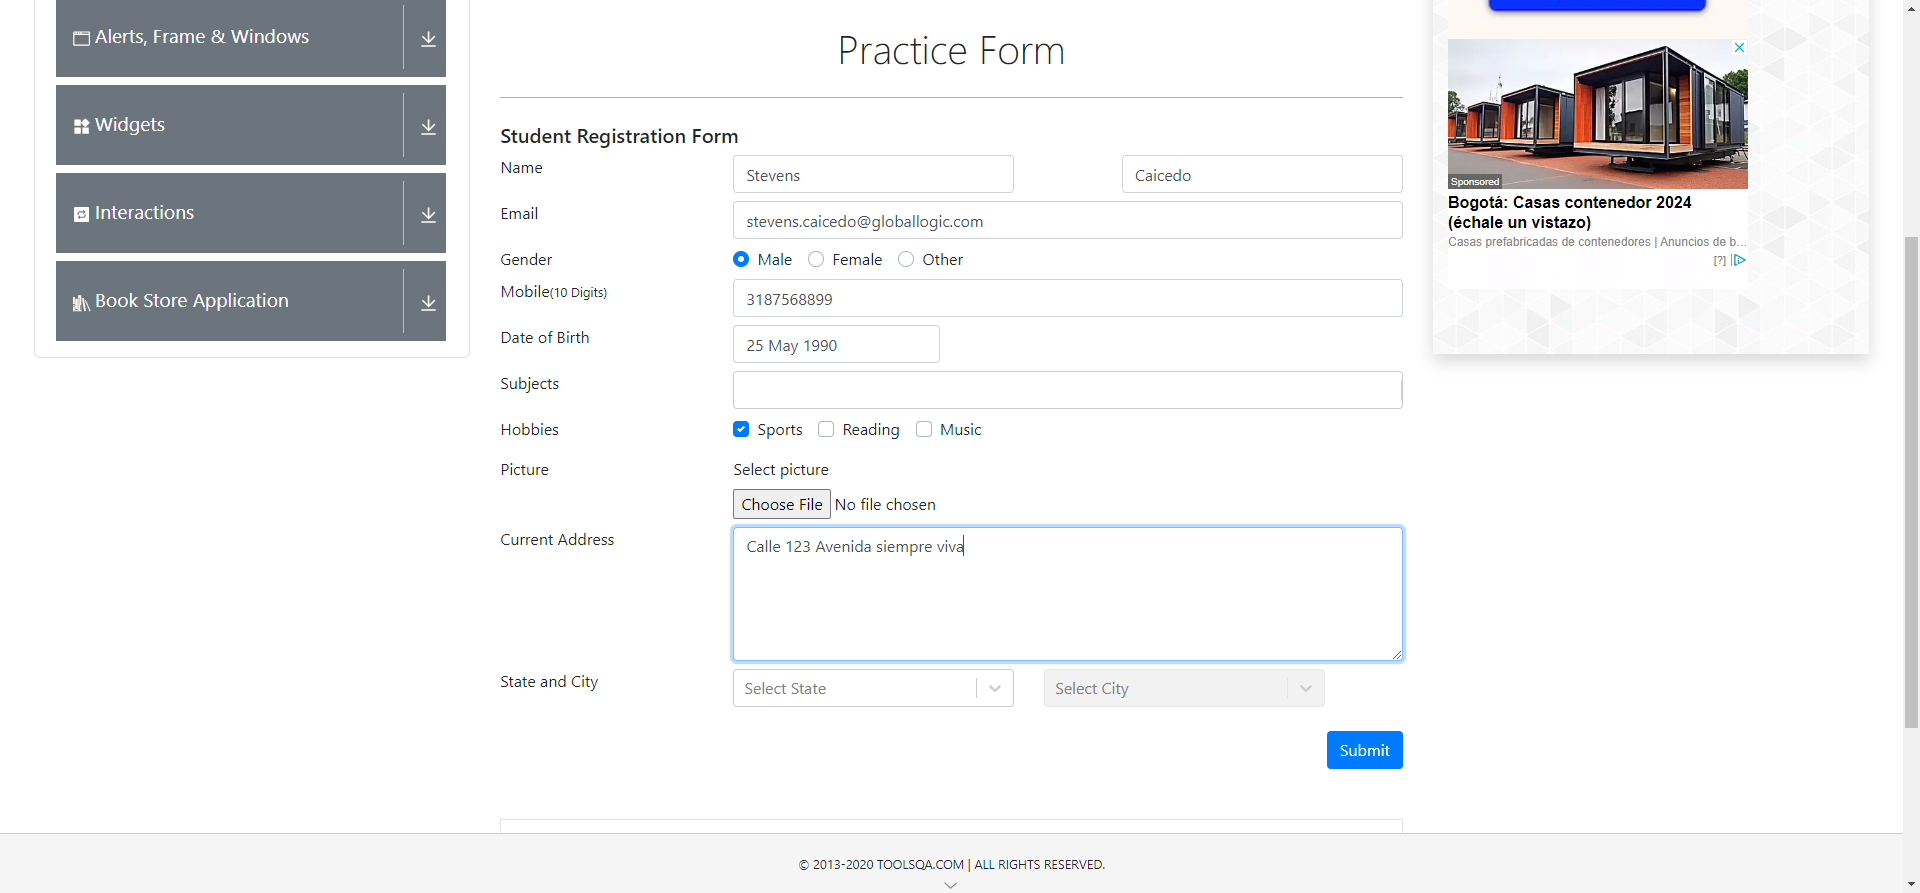 Alerts, Frame & Windows
Widgets
Interactions
Book Store Application
Practice Form
Student Registration Form
Name
Stevens
Caicedo
Email
stevens.caicedo@globallogic.com
Gender
Male Female Other
Mobile(10 Digits)
3187568899
Date of Birth
25 May 1990
Subjects
Hobbies
Sports Reading Music
Picture
Select picture
Choose File No file chosen
Current Address
Calle 123 Avenida siempre viva
State and City
Select State
Select City
Submit
Sponsored
Bogotá: Casas contenedor 2024
(échale un vistazo)
Casas prefabricadas de contenedores | Anuncios de b...
[?]
© 2013-2020 TOOLSQA.COM | ALL RIGHTS RESERVED.